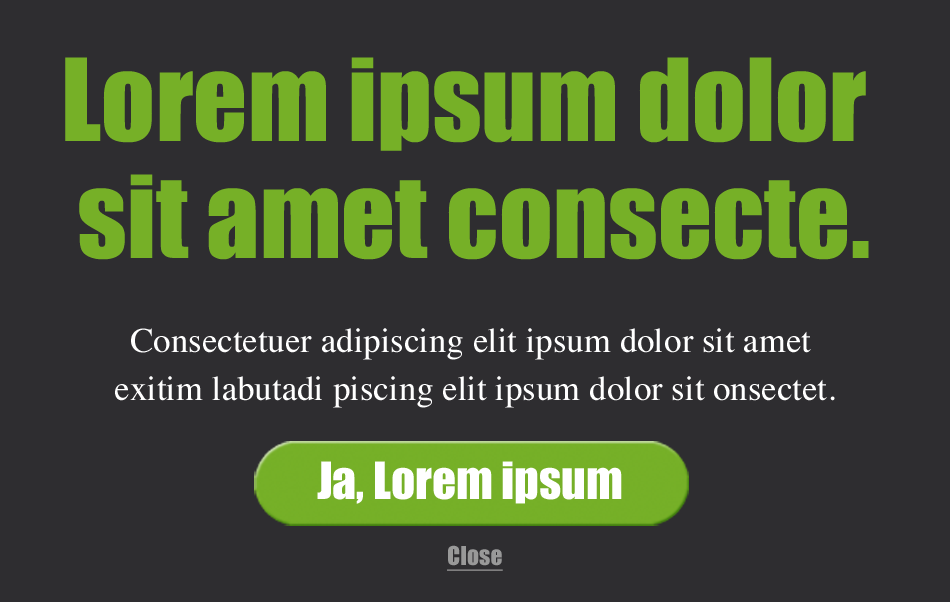 Lorem ipsum dolor
sit amet consecte.
Consectetuer adipiscing elit ipsum dolor sit amet
exitim labutadi piscing elit ipsum dolor sit onsectet.
Ja, Lorem ipsum
Close